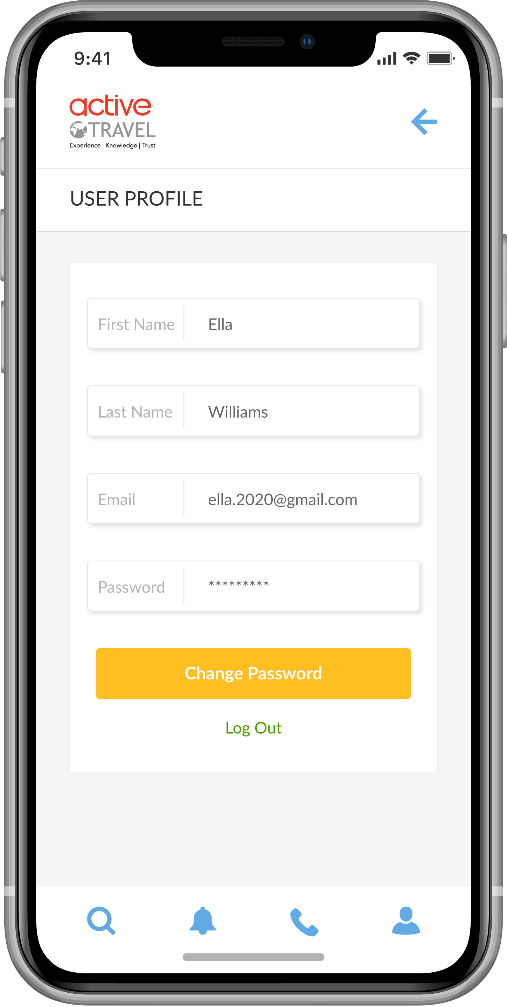 9:41
active
TRAVEL
Experience | Knowledge | Trust
USER PROFILE
First Name Ella
Last Name Williams
Email ella.2020@gmail.com
Password *********
Change Password
Log Out